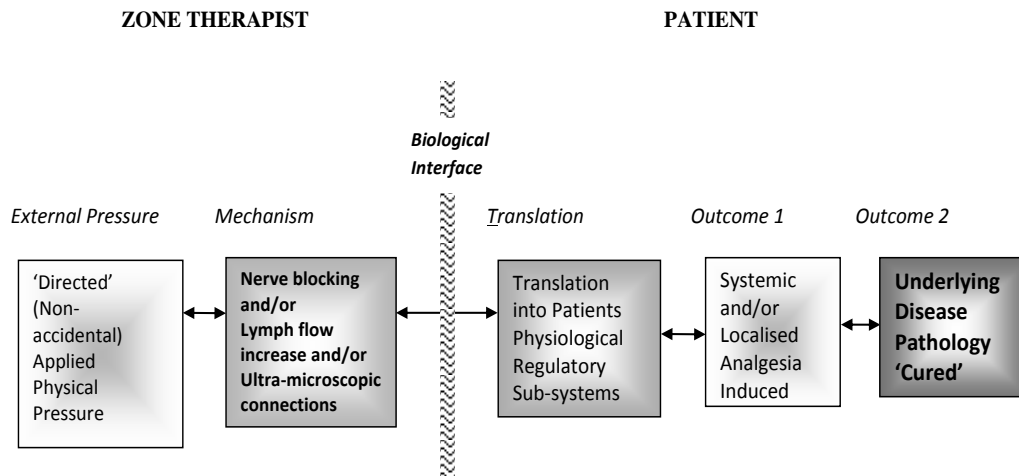 ZONE THERAPIST
PATIENT
Biological
Interface
External Pressure
Mechanism
Translation
Outcome 1
Outcome 2
‘Directed’
(Non-
accidental)
Applied
Physical
Pressure
Nerve blocking
and/or
Lymph flow
increase and/or
Ultra-microscopic
connections
Translation
into Patients
Physiological
Regulatory
Sub-systems
Systemic
and/or
Localised
Analgesia
Induced
Underlying
Disease
Pathology
‘Cured’